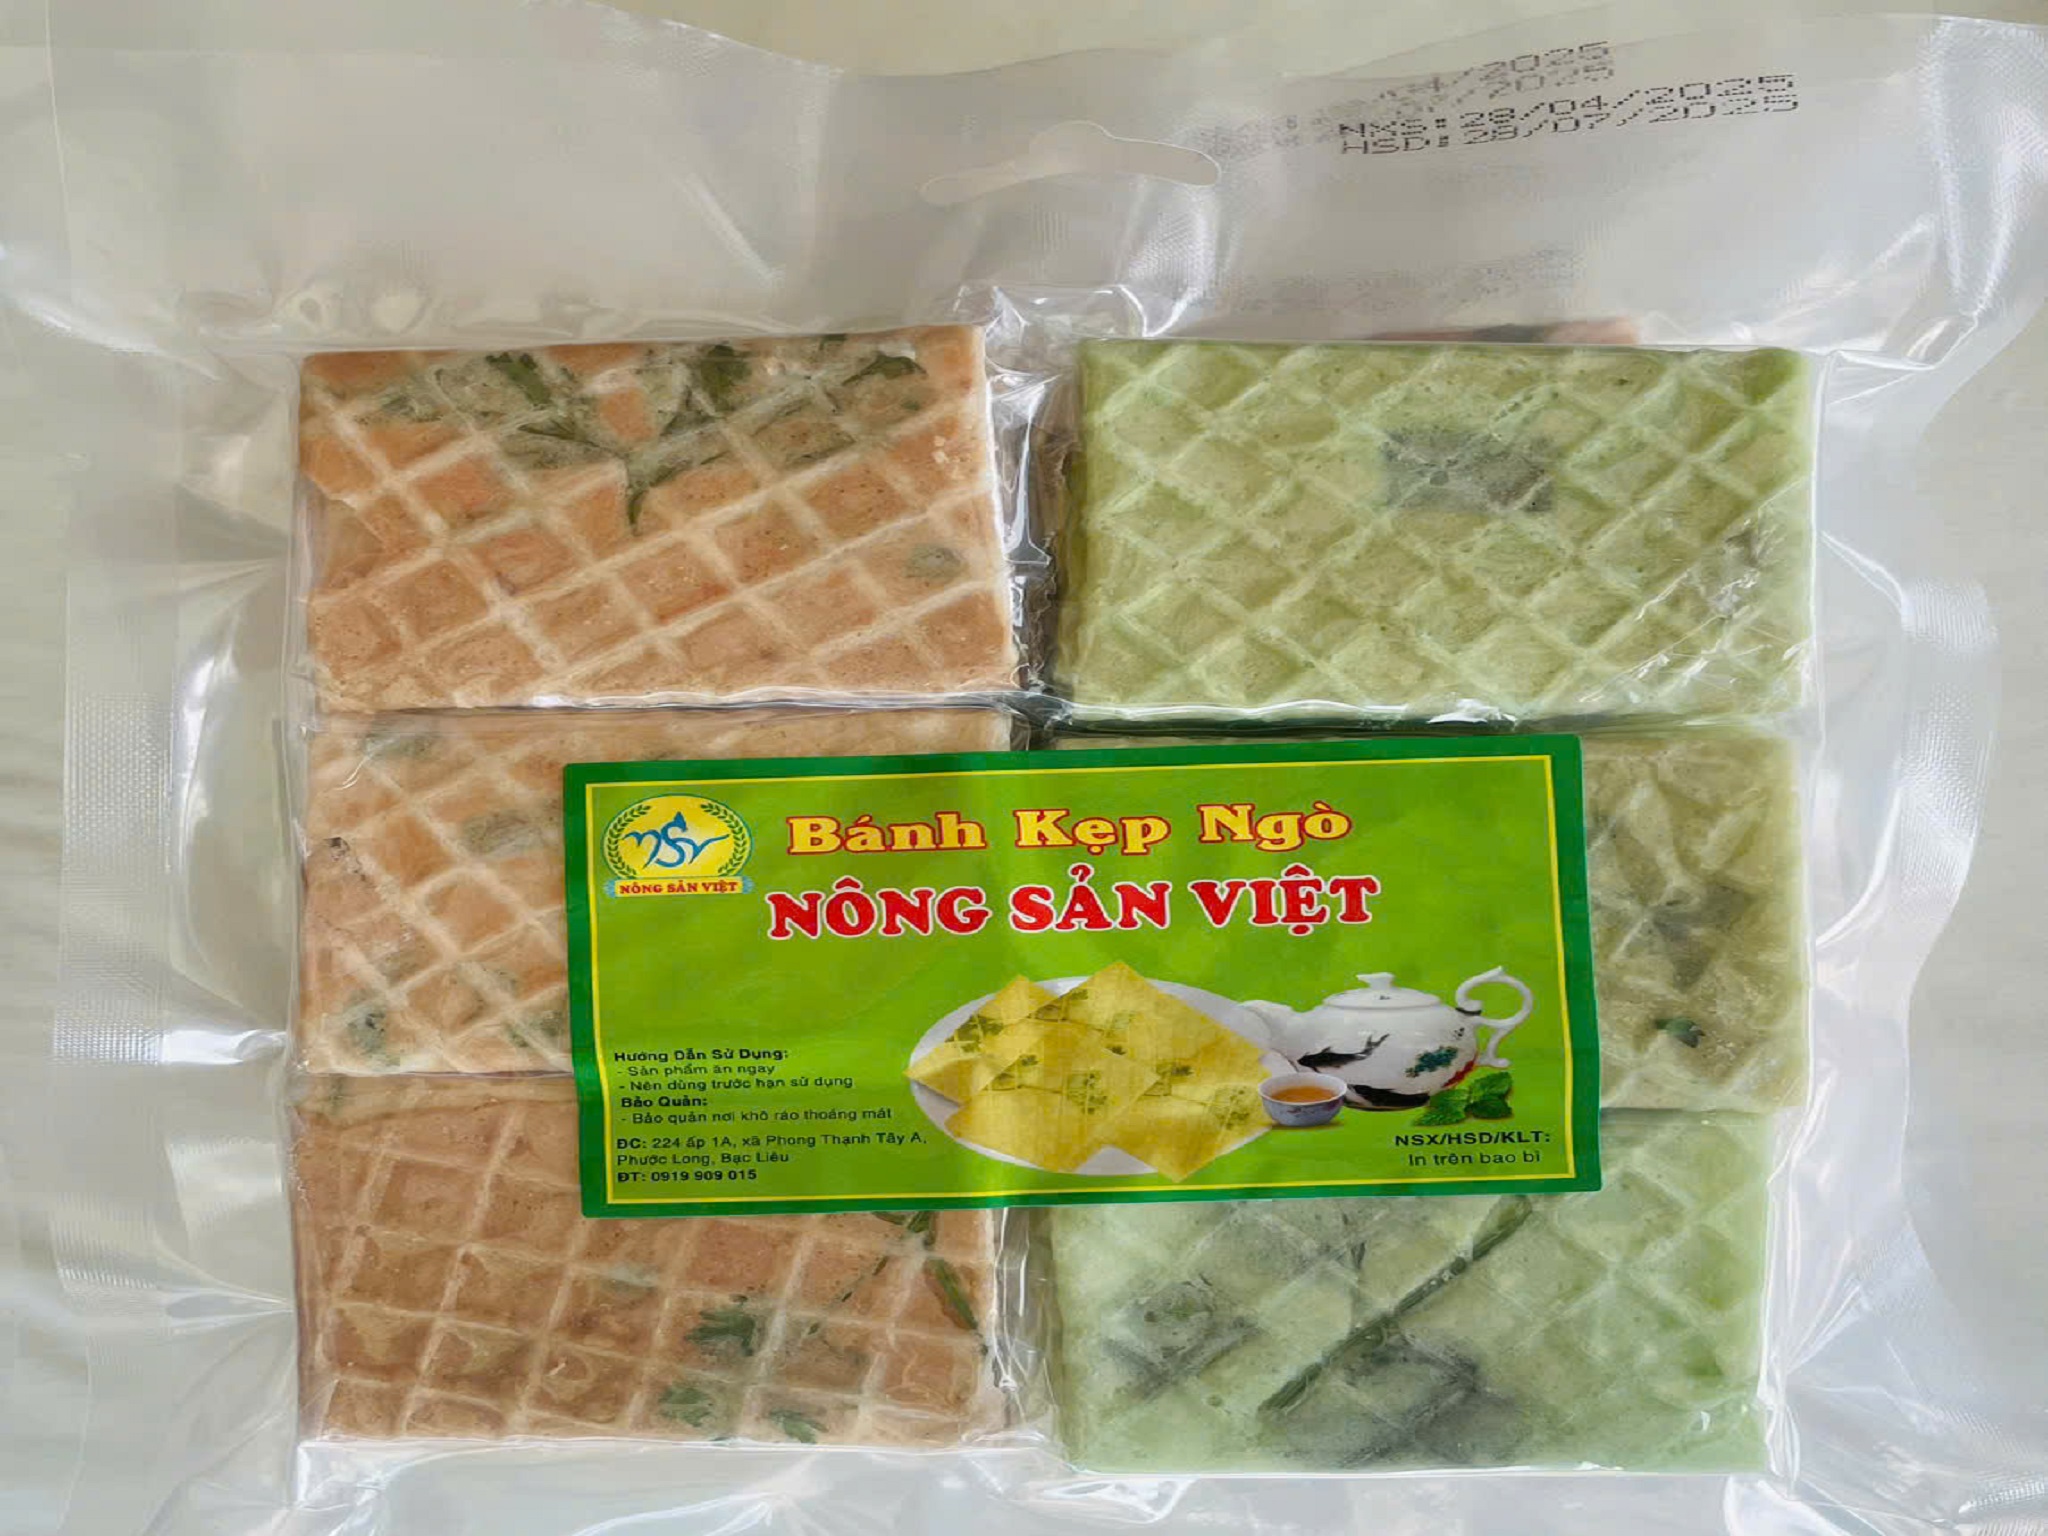 NXS: 28/04/2025
HSD: 28/07/2025
NSV
NÔNG SẢN VIỆT
Bánh Kẹp Ngò
NÔNG SẢN VIỆT
Hướng Dẫn Sử Dụng:
- Sản phẩm ăn ngay
- Nên dùng trước hạn sử dụng
Bảo Quản:
- Bảo quản nơi khô ráo thoáng mát
ĐC: 224 ấp 1A, xã Phong Thạnh Tây A,
Phước Long, Bạc Liêu
ĐT: 0919 909 015
NSX/HSD/KLT:
In trên bao bì